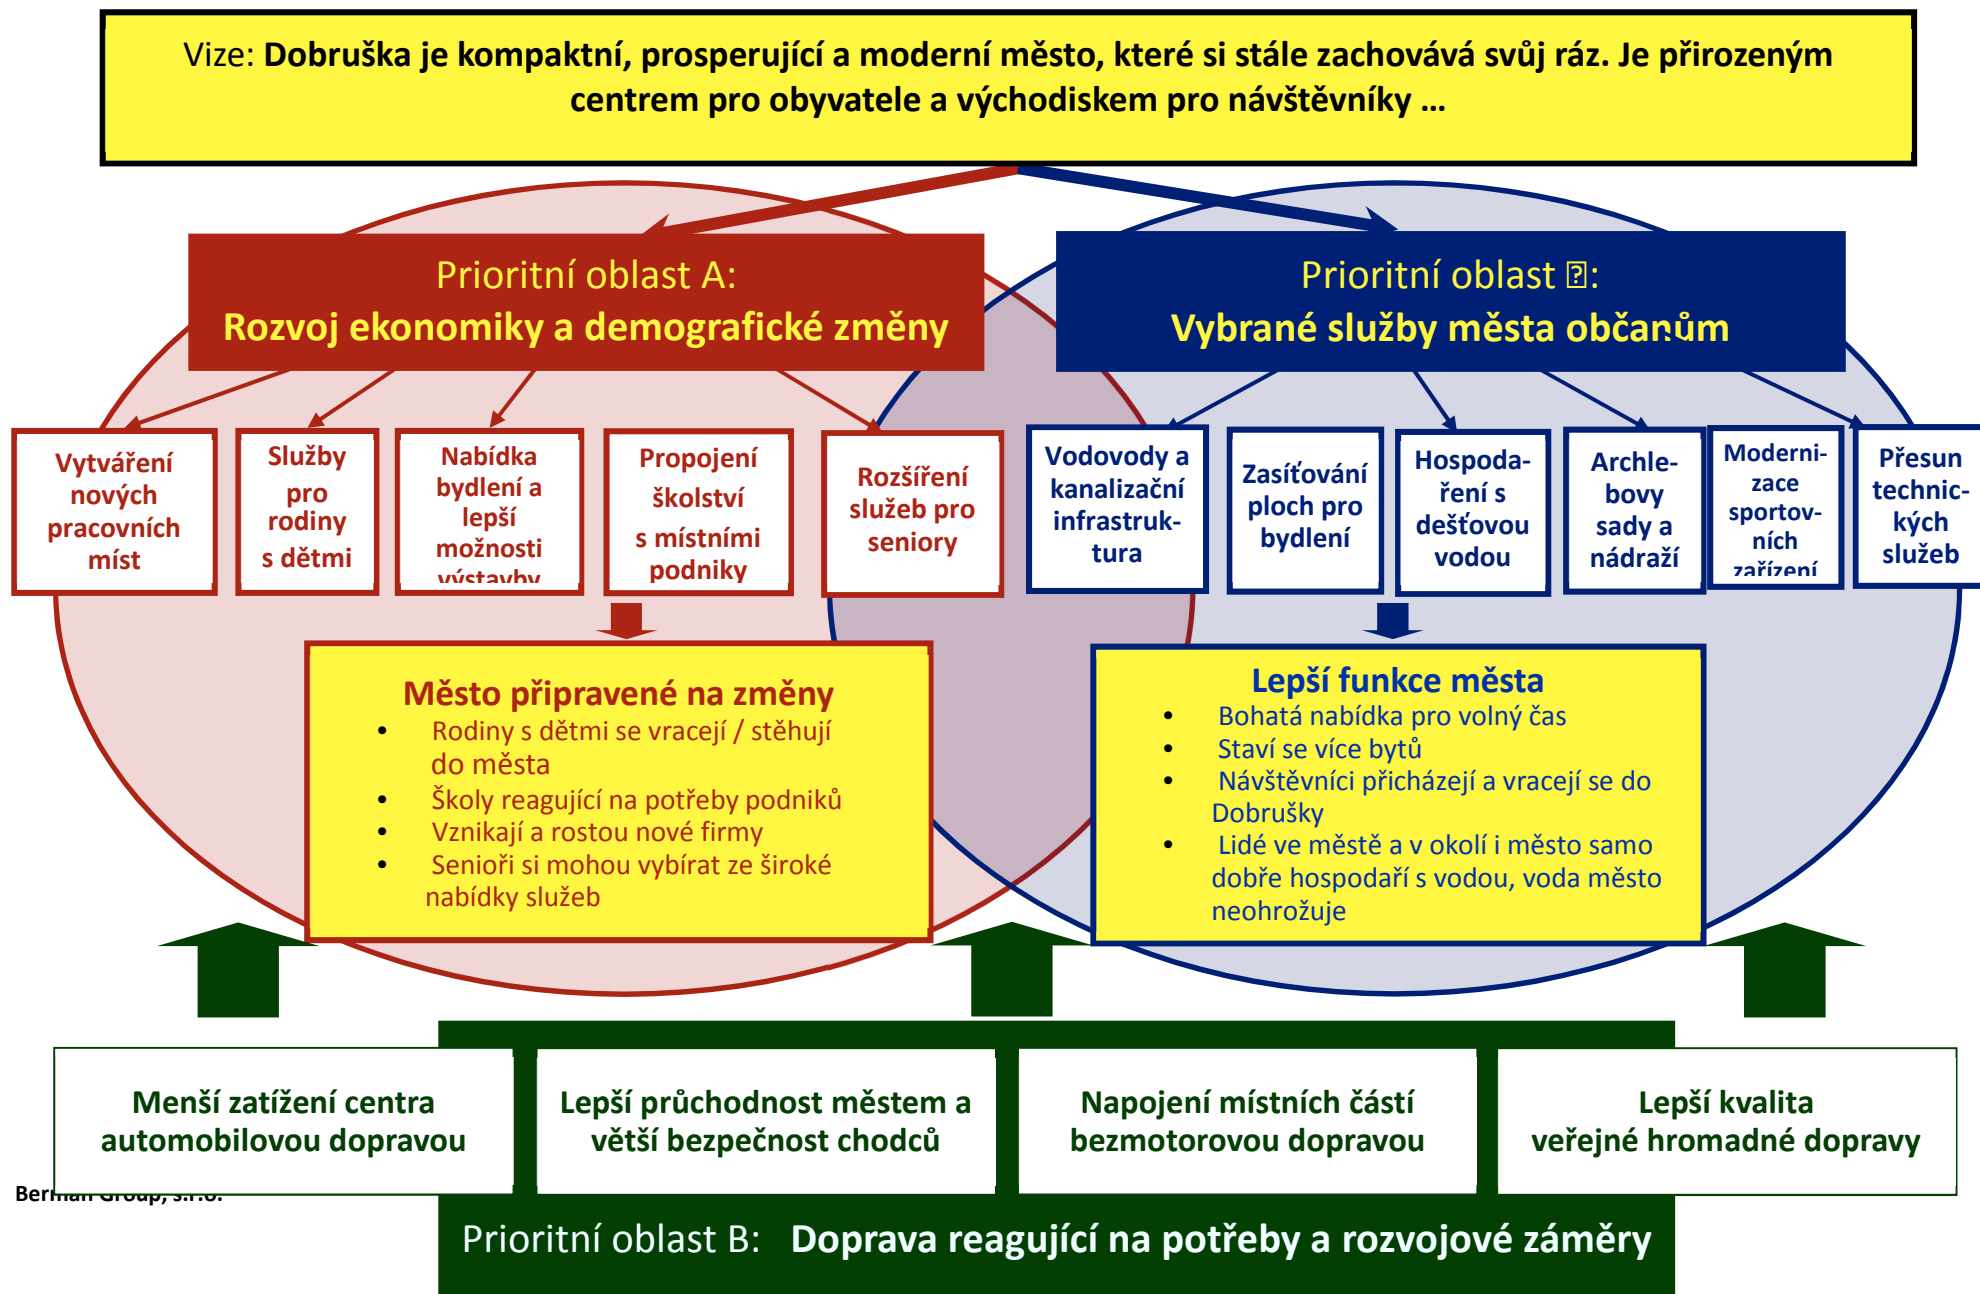 Vize: Dobruška je kompaktní, prosperující a moderní město, které si stále zachovává svůj ráz. Je přirozeným
centrem pro obyvatele a východiskem pro návštěvníky ...
Prioritní oblast A:
Rozvoj ekonomiky a demografické změny
Prioritní oblast :
Vybrané služby města občanům
Vytváření
nových
pracovních
míst
Služby
pro
rodiny
s dětmi
Nabídka
bydlení a
lepší
možnosti
výstavby
Propojení
školství
s místními
podniky
Rozšíření
služeb pro
seniory
Vodovody a
kanalizační
infrastruk-
tura
Zasíťování
ploch pro
bydlení
Hospoda-
ření s
dešťovou
vodou
Archle-
bovy
sady a
nádraží
Moderni-
zace
sportov-
ních
zařízení
Přesun
technic-
kých
služeb
Město připravené na změny
• Rodiny s dětmi se vracejí / stěhují
do města
• Školy reagující na potřeby podniků
• Vznikají a rostou nové firmy
• Senioři si mohou vybírat ze široké
nabídky služeb
Lepší funkce města
• Bohatá nabídka pro volný čas
• Staví se více bytů
• Návštěvníci přicházejí a vracejí se do
Dobrušky
• Lidé ve městě a v okolí i město samo
dobře hospodaří s vodou, voda město
neohrožuje
Menší zatížení centra
automobilovou dopravou
Lepší průchodnost městem a
větší bezpečnost chodců
Napojení místních částí
bezmotorovou dopravou
Lepší kvalita
veřejné hromadné dopravy
Berman Group, s.r.o.
Prioritní oblast B: Doprava reagující na potřeby a rozvojové záměry